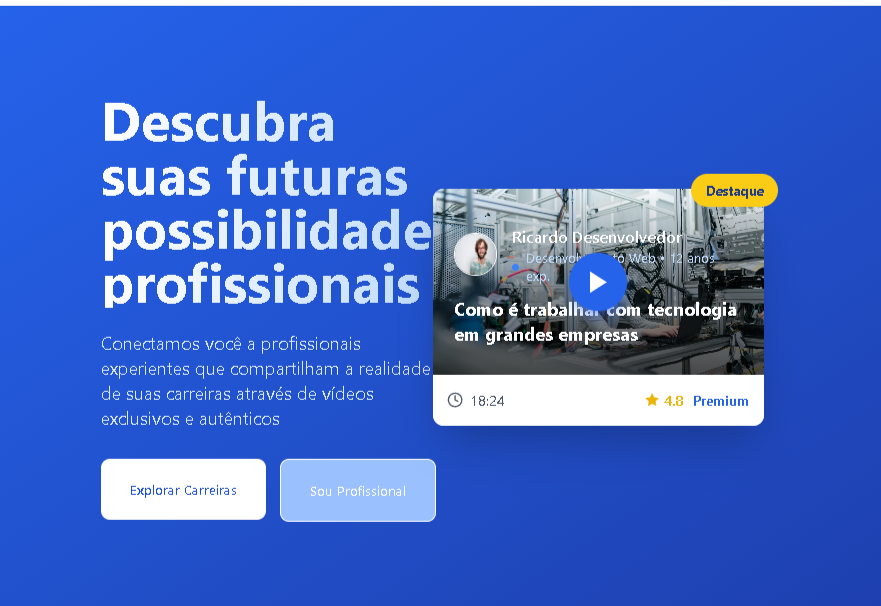 Descubra
suas futuras
possibilidade
profissionais
Conectamos você a profissionais
experientes que compartilham a realidade
de suas carreiras através de vídeos
exclusivos e autênticos
Explorar Carreiras
Sou Profissional
Destaque
Ricardo Desenvolvedor
Web • 12 anos
exp.
Como é trabalhar com tecnologia
em grandes empresas
18:24
4.8 Premium